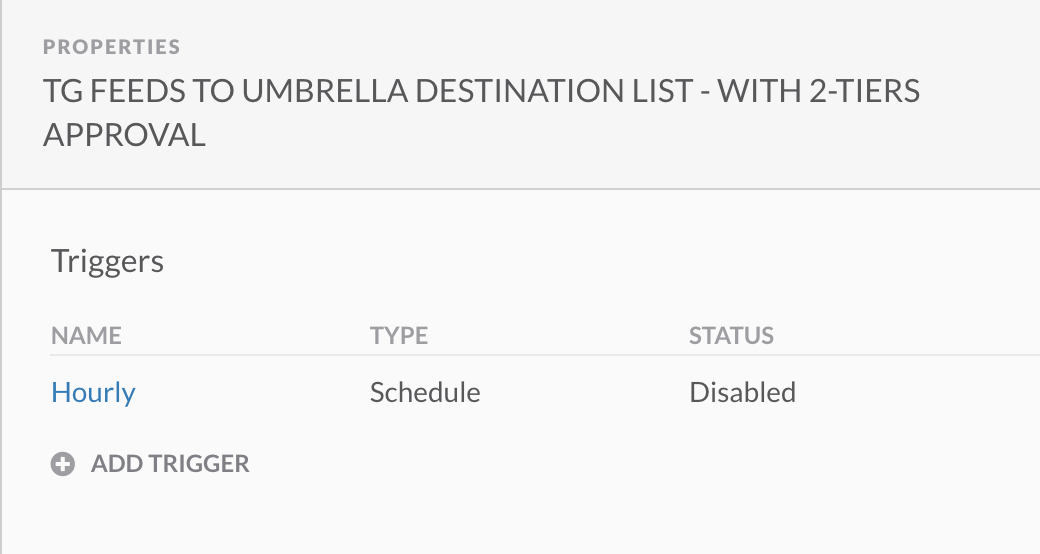 PROPERTIES
TG FEEDS TO UMBRELLA DESTINATION LIST - WITH 2-TIERS
APPROVAL
Triggers
NAME TYPE STATUS
Hourly Schedule Disabled
ADD TRIGGER